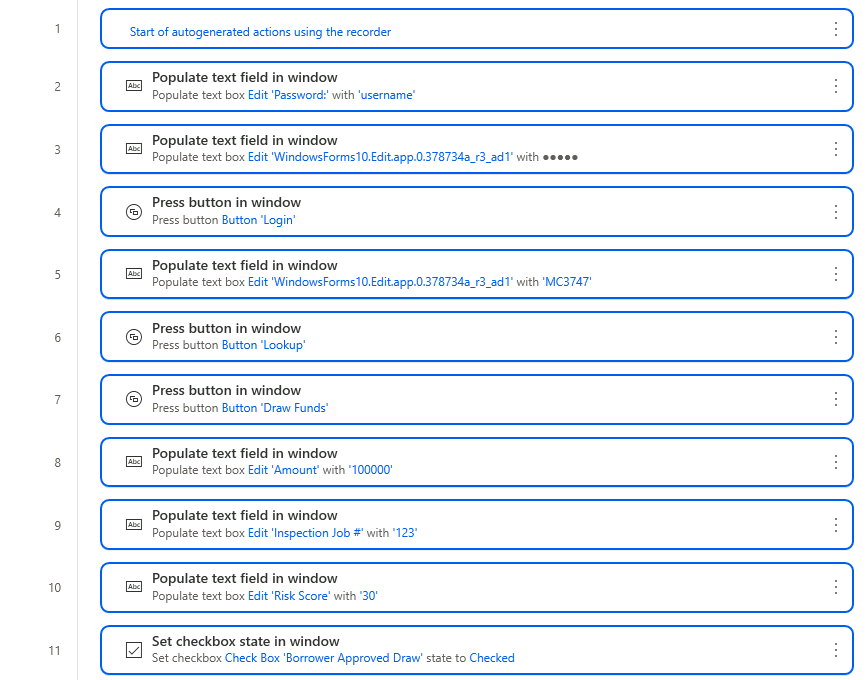 1
Start of autogenerated actions using the recorder
2
Abc
Populate text field in window
Populate text box Edit 'Password:' with 'username'
3
Abc
Populate text field in window
Populate text box Edit 'WindowsForms10.Edit.app.0.378734a_r3_ad1' with ●●●●●
4
Press button in window
Press button Button 'Login'
5
Abc
Populate text field in window
Populate text box Edit 'WindowsForms10.Edit.app.0.378734a_r3_ad1' with 'MC3747'
6
Press button in window
Press button Button 'Lookup'
7
Press button in window
Press button Button 'Draw Funds'
8
Abc
Populate text field in window
Populate text box Edit 'Amount' with '100000'
9
Abc
Populate text field in window
Populate text box Edit 'Inspection Job #' with '123'
10
Abc
Populate text field in window
Populate text box Edit 'Risk Score' with '30'
11
Set checkbox state in window
Set checkbox Check Box 'Borrower Approved Draw' state to Checked